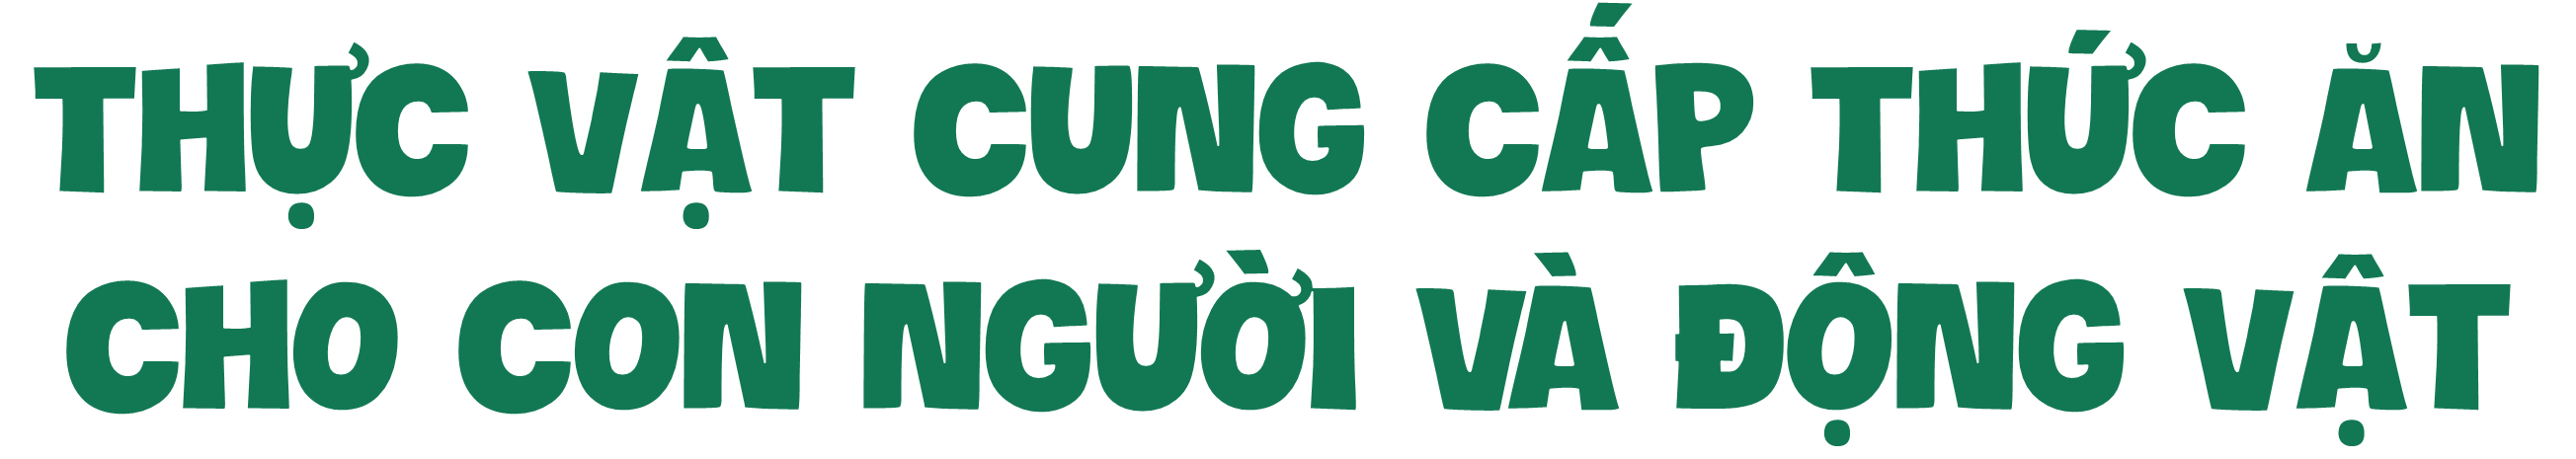 THỰC VẬT CUNG CẤP THỨC ĂN
CHO CON NGƯỜI VÀ ĐỘNG VẬT